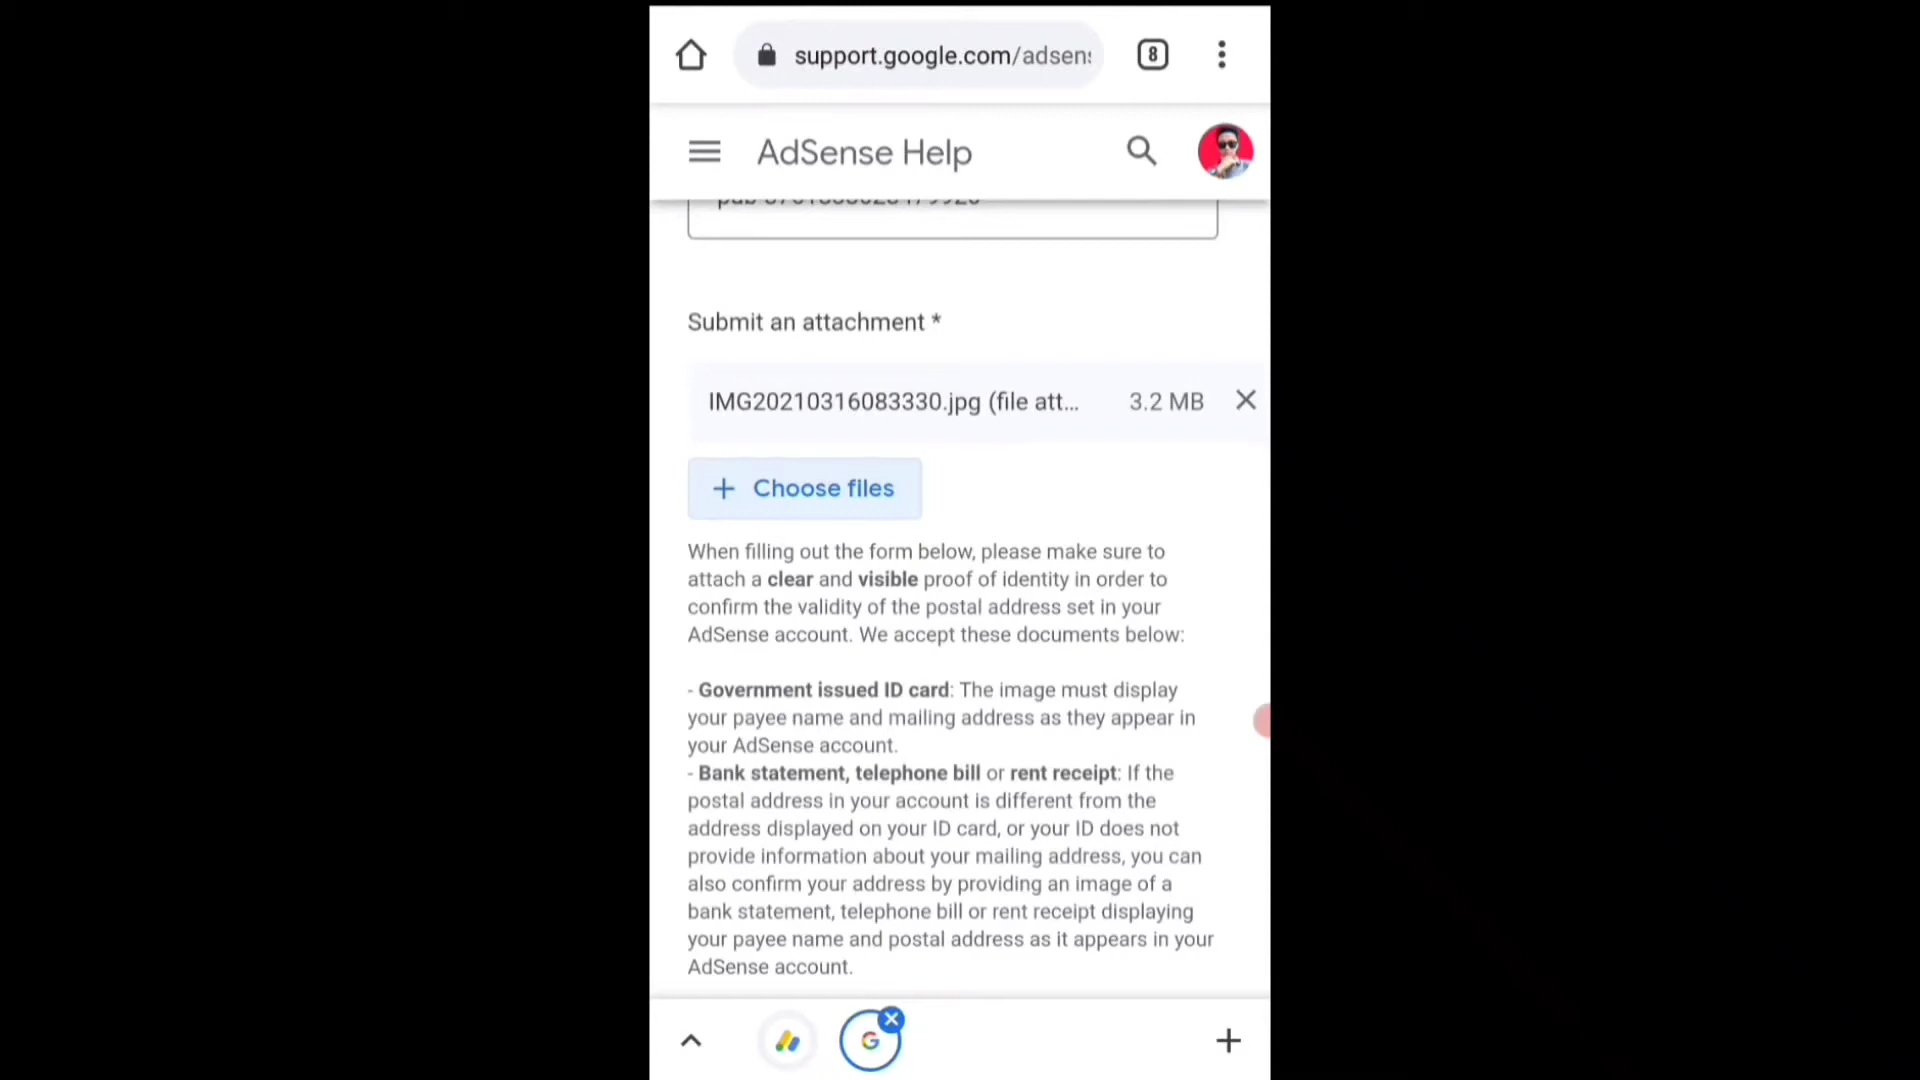 support.google.com/adsens
8
AdSense Help
Submit an attachment *
IMG20210316083330.jpg (file att... 3.2 MB
Choose files
When filling out the form below, please make sure to
attach a clear and visible proof of identity in order to
confirm the validity of the postal address set in your
AdSense account. We accept these documents below:
- Government issued ID card: The image must display
your payee name and mailing address as they appear in
your AdSense account.
- Bank statement, telephone bill or rent receipt: If the
postal address in your account is different from the
address displayed on your ID card, or your ID does not
provide information about your mailing address, you can
also confirm your address by providing an image of a
bank statement, telephone bill or rent receipt displaying
your payee name and postal address as it appears in your
AdSense account.
G